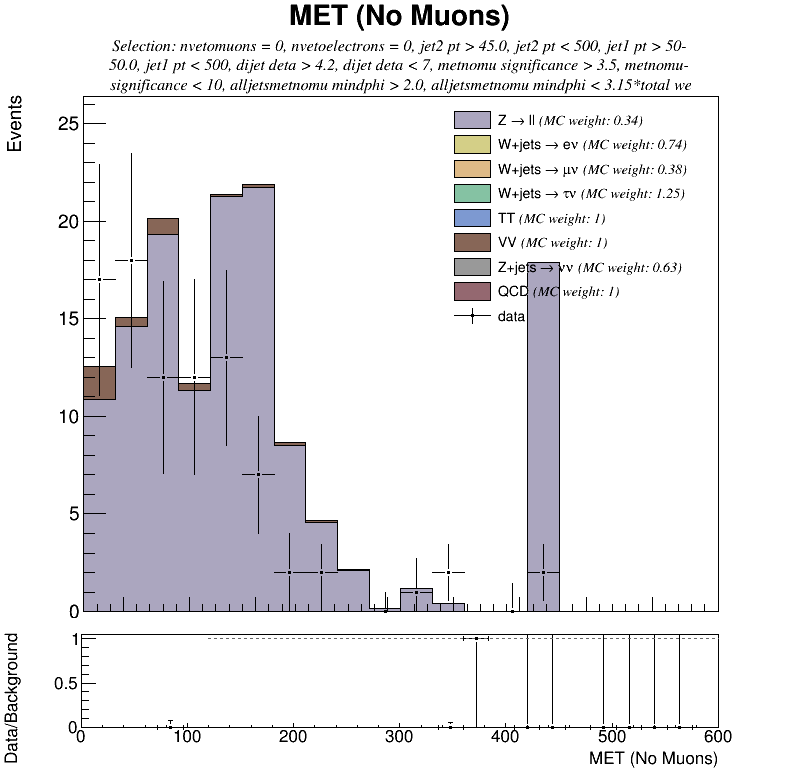 MET (No Muons)
Selection: nvetomuons = 0, nvetoelectrons = 0, jet2 pt > 45.0, jet2 pt < 500, jet1 pt > 50-
50.0, jet1 pt < 500, dijet deta > 4.2, dijet deta < 7, metnomu significance > 3.5, metnomu-
significance < 10, alljetsmetnomu mindphi > 2.0, alljetsmetnomu mindphi < 3.15*total we
Events
25
20
15
10
5
0
Z → ll (MC weight: 0.34)
W+jets → eν (MC weight: 0.74)
W+jets → μν (MC weight: 0.38)
W+jets → τν (MC weight: 1.25)
TT (MC weight: 1)
VV (MC weight: 1)
Z+jets → νν (MC weight: 0.63)
QCD (MC weight: 1)
data
Data/Background
1
0.5
0
0 100 200 300 400 500 600
MET (No Muons)